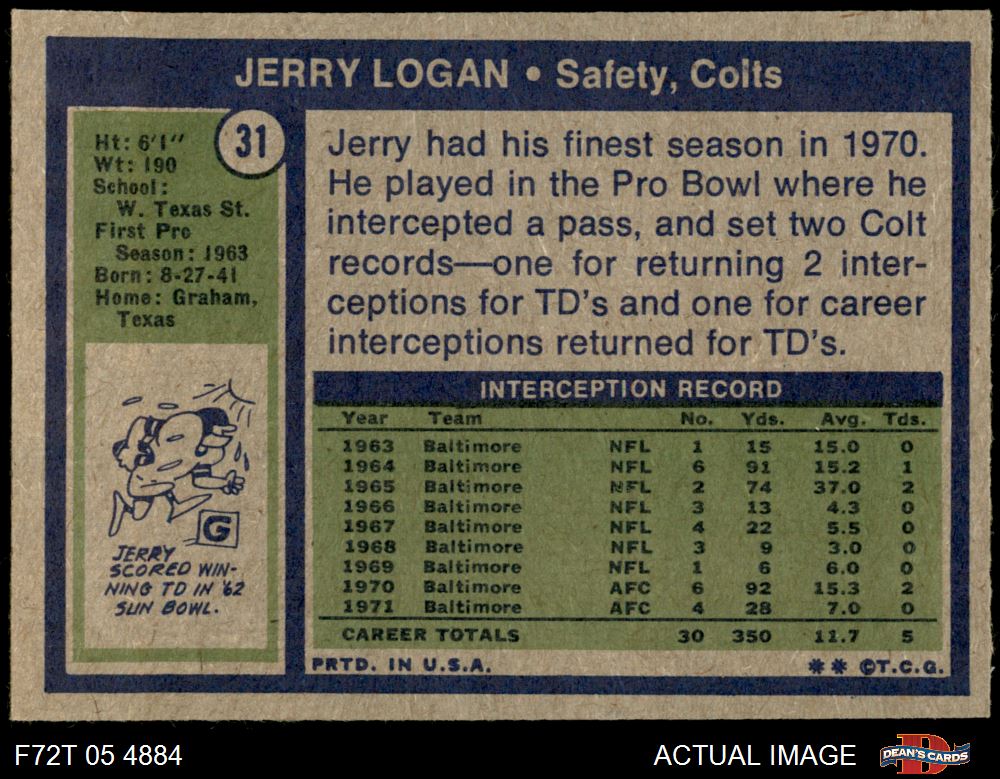 JERRY LOGAN • Safety, Colts
31
Ht: 6'1"
Wt: 190
School:
W. Texas St.
First Pro
Season: 1963
Born: 8-27-41
Home: Graham,
Texas
G
JERRY
SCORED WIN-
NING TD IN '62
SUN BOWL.
Jerry had his finest season in 1970.
He played in the Pro Bowl where he
intercepted a pass, and set two Colt
records—one for returning 2 inter-
ceptions for TD's and one for career
interceptions returned for TD's.
INTERCEPTION RECORD
Year Team No. Yds. Avg. Tds.
1963 Baltimore NFL 1 15 15.0 0
1964 Baltimore NFL 6 91 15.2 1
1965 Baltimore NFL 2 74 37.0 2
1966 Baltimore NFL 3 13 4.3 0
1967 Baltimore NFL 4 22 5.5 0
1968 Baltimore NFL 3 9 3.0 0
1969 Baltimore NFL 1 6 6.0 0
1970 Baltimore AFC 6 92 15.3 2
1971 Baltimore AFC 4 28 7.0 0
CAREER TOTALS 30 350 11.7 5
PRTD. IN U.S.A. ** ©T.C.G.
F72T 05 4884 ACTUAL IMAGE DEAN'S CARDS